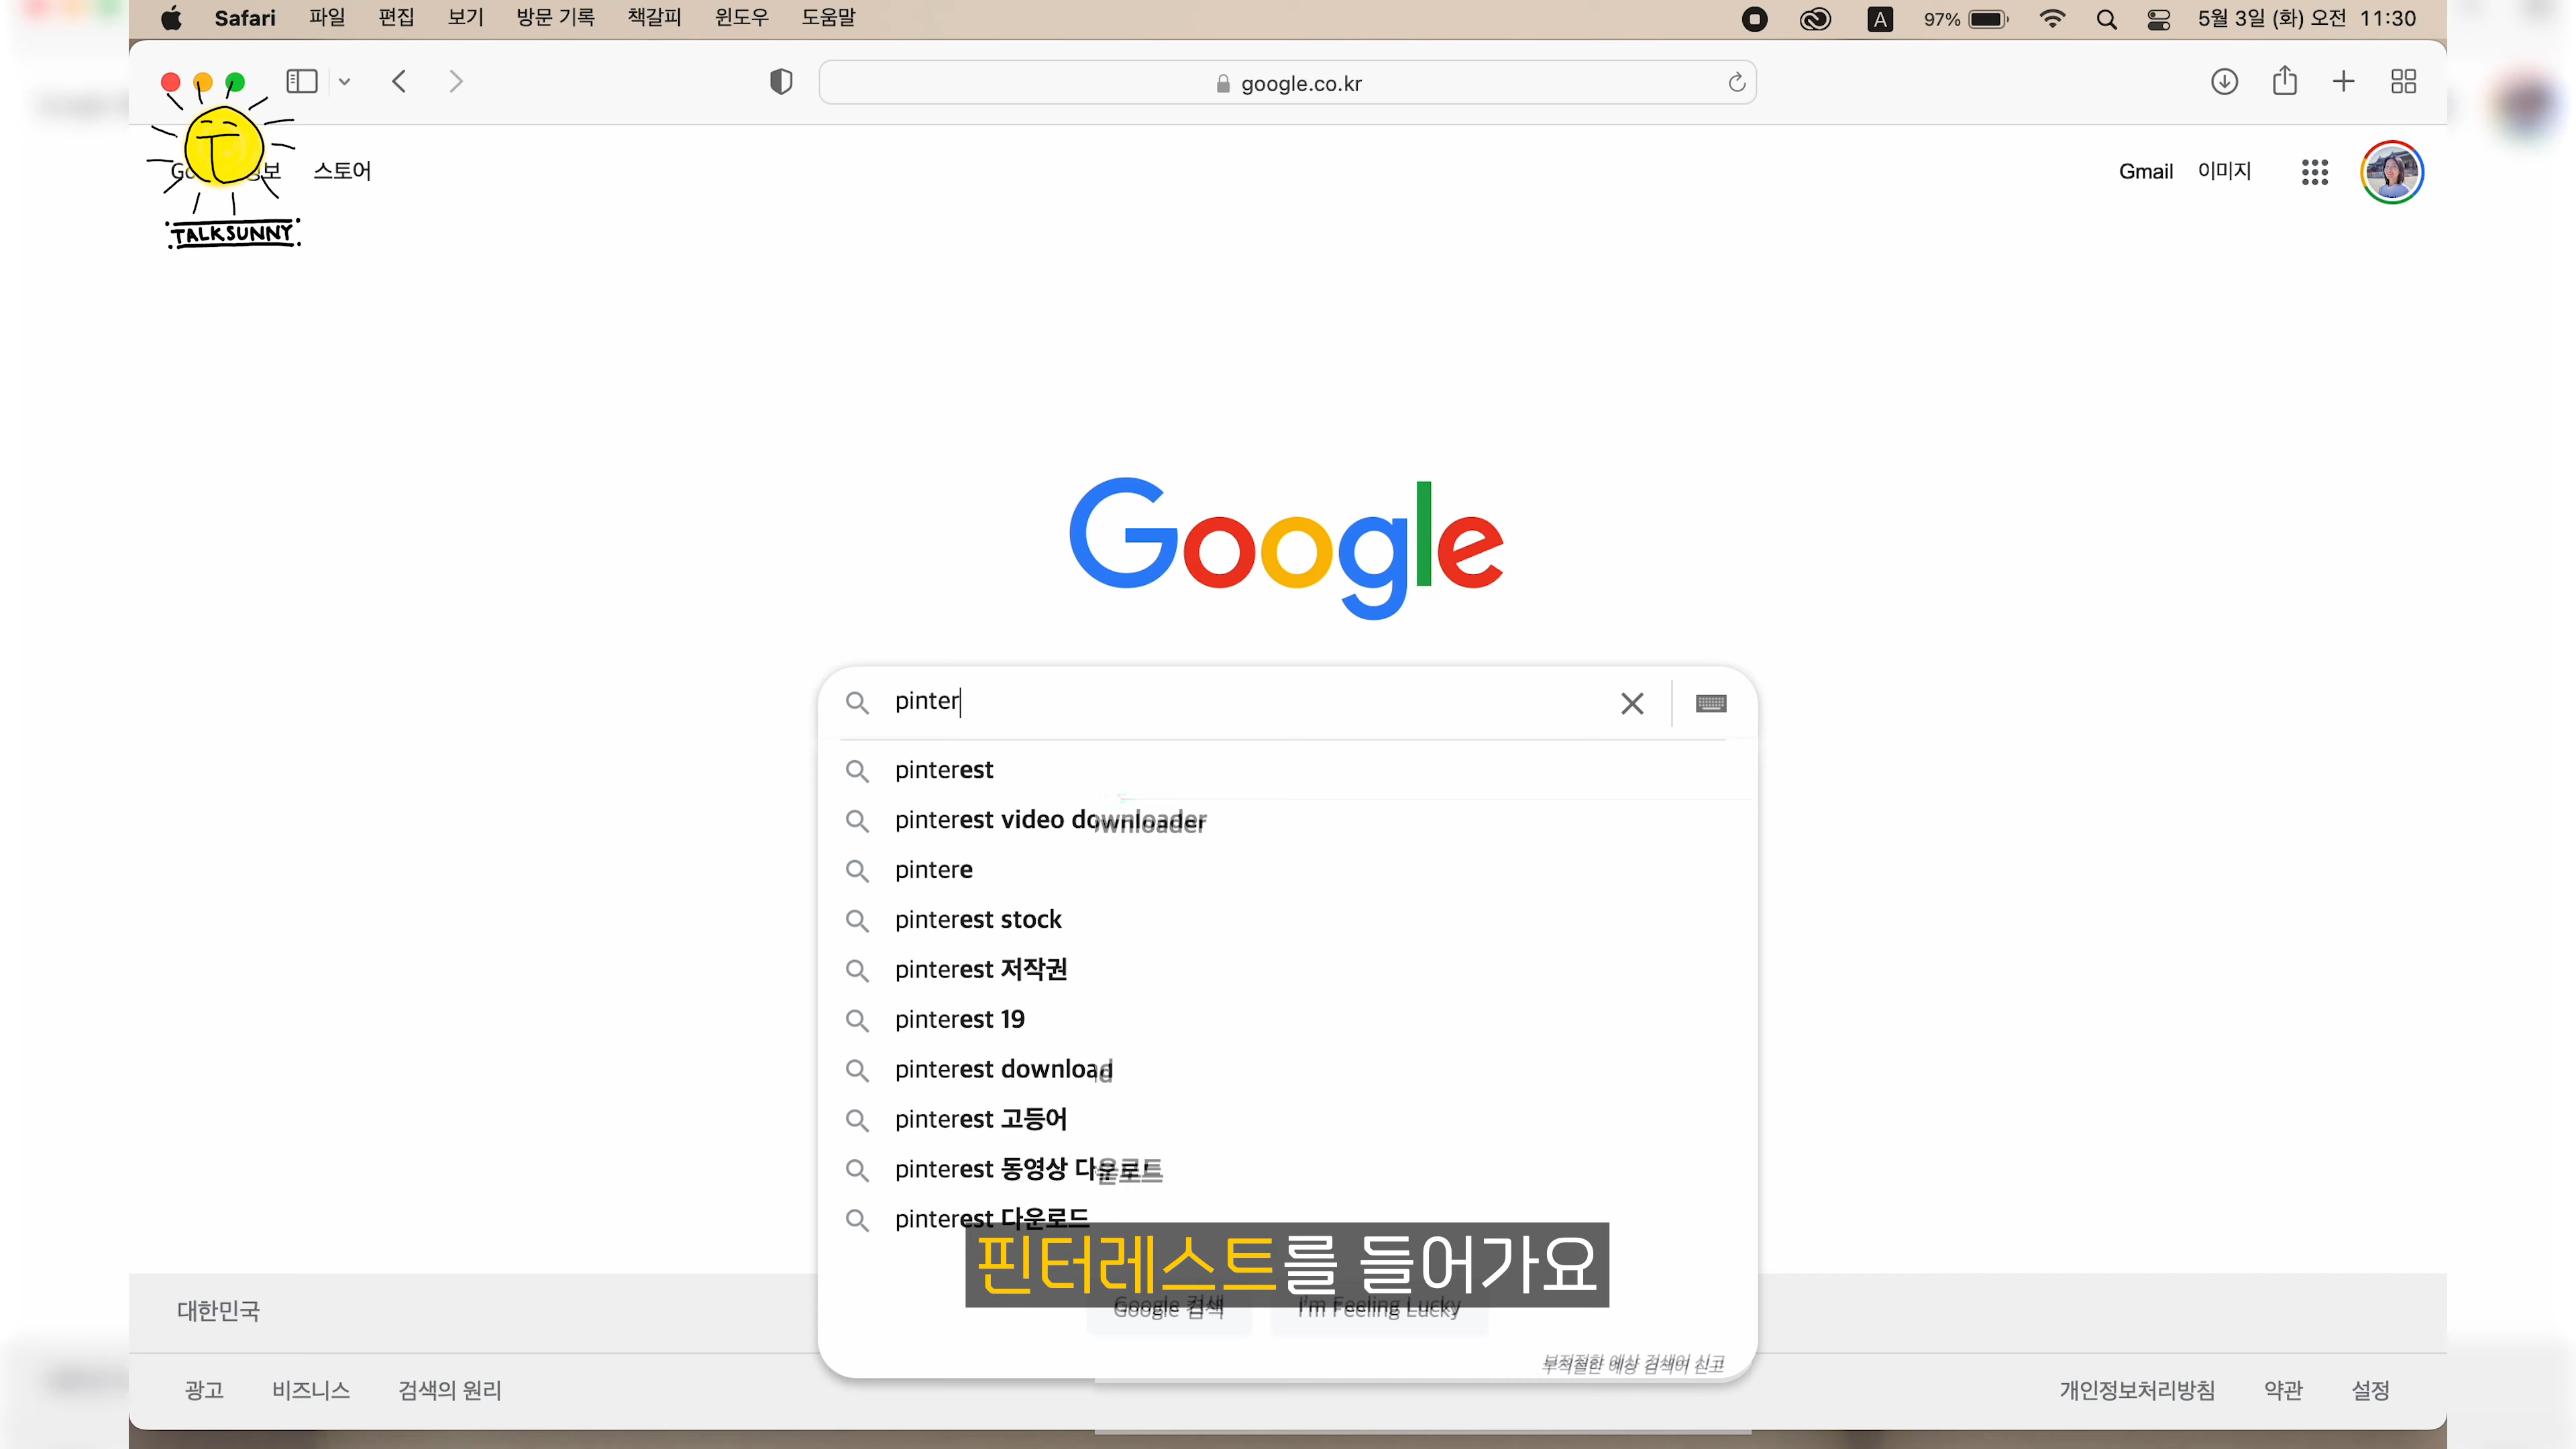 Safari 파일 편집 보기 방문 기록 책갈피 윈도우 도움말 A 97% 5월 3일 (화) 오전 11:30
google.co.kr
스토어 Gmail 이미지
T
TALKSUNNY
Google
pinter
pinterest
pinterest video downloader
pintere
pinterest stock
pinterest 저작권
pinterest 19
pinterest download
pinterest 고등어
pinterest 동영상 다운로드
pinterest 다운로드
핀터레스트를 들어가요
Google 검색 I'm Feeling Lucky
대한민국
부적절한 예상 검색어 신고
광고 비즈니스 검색의 원리 개인정보처리방침 약관 설정